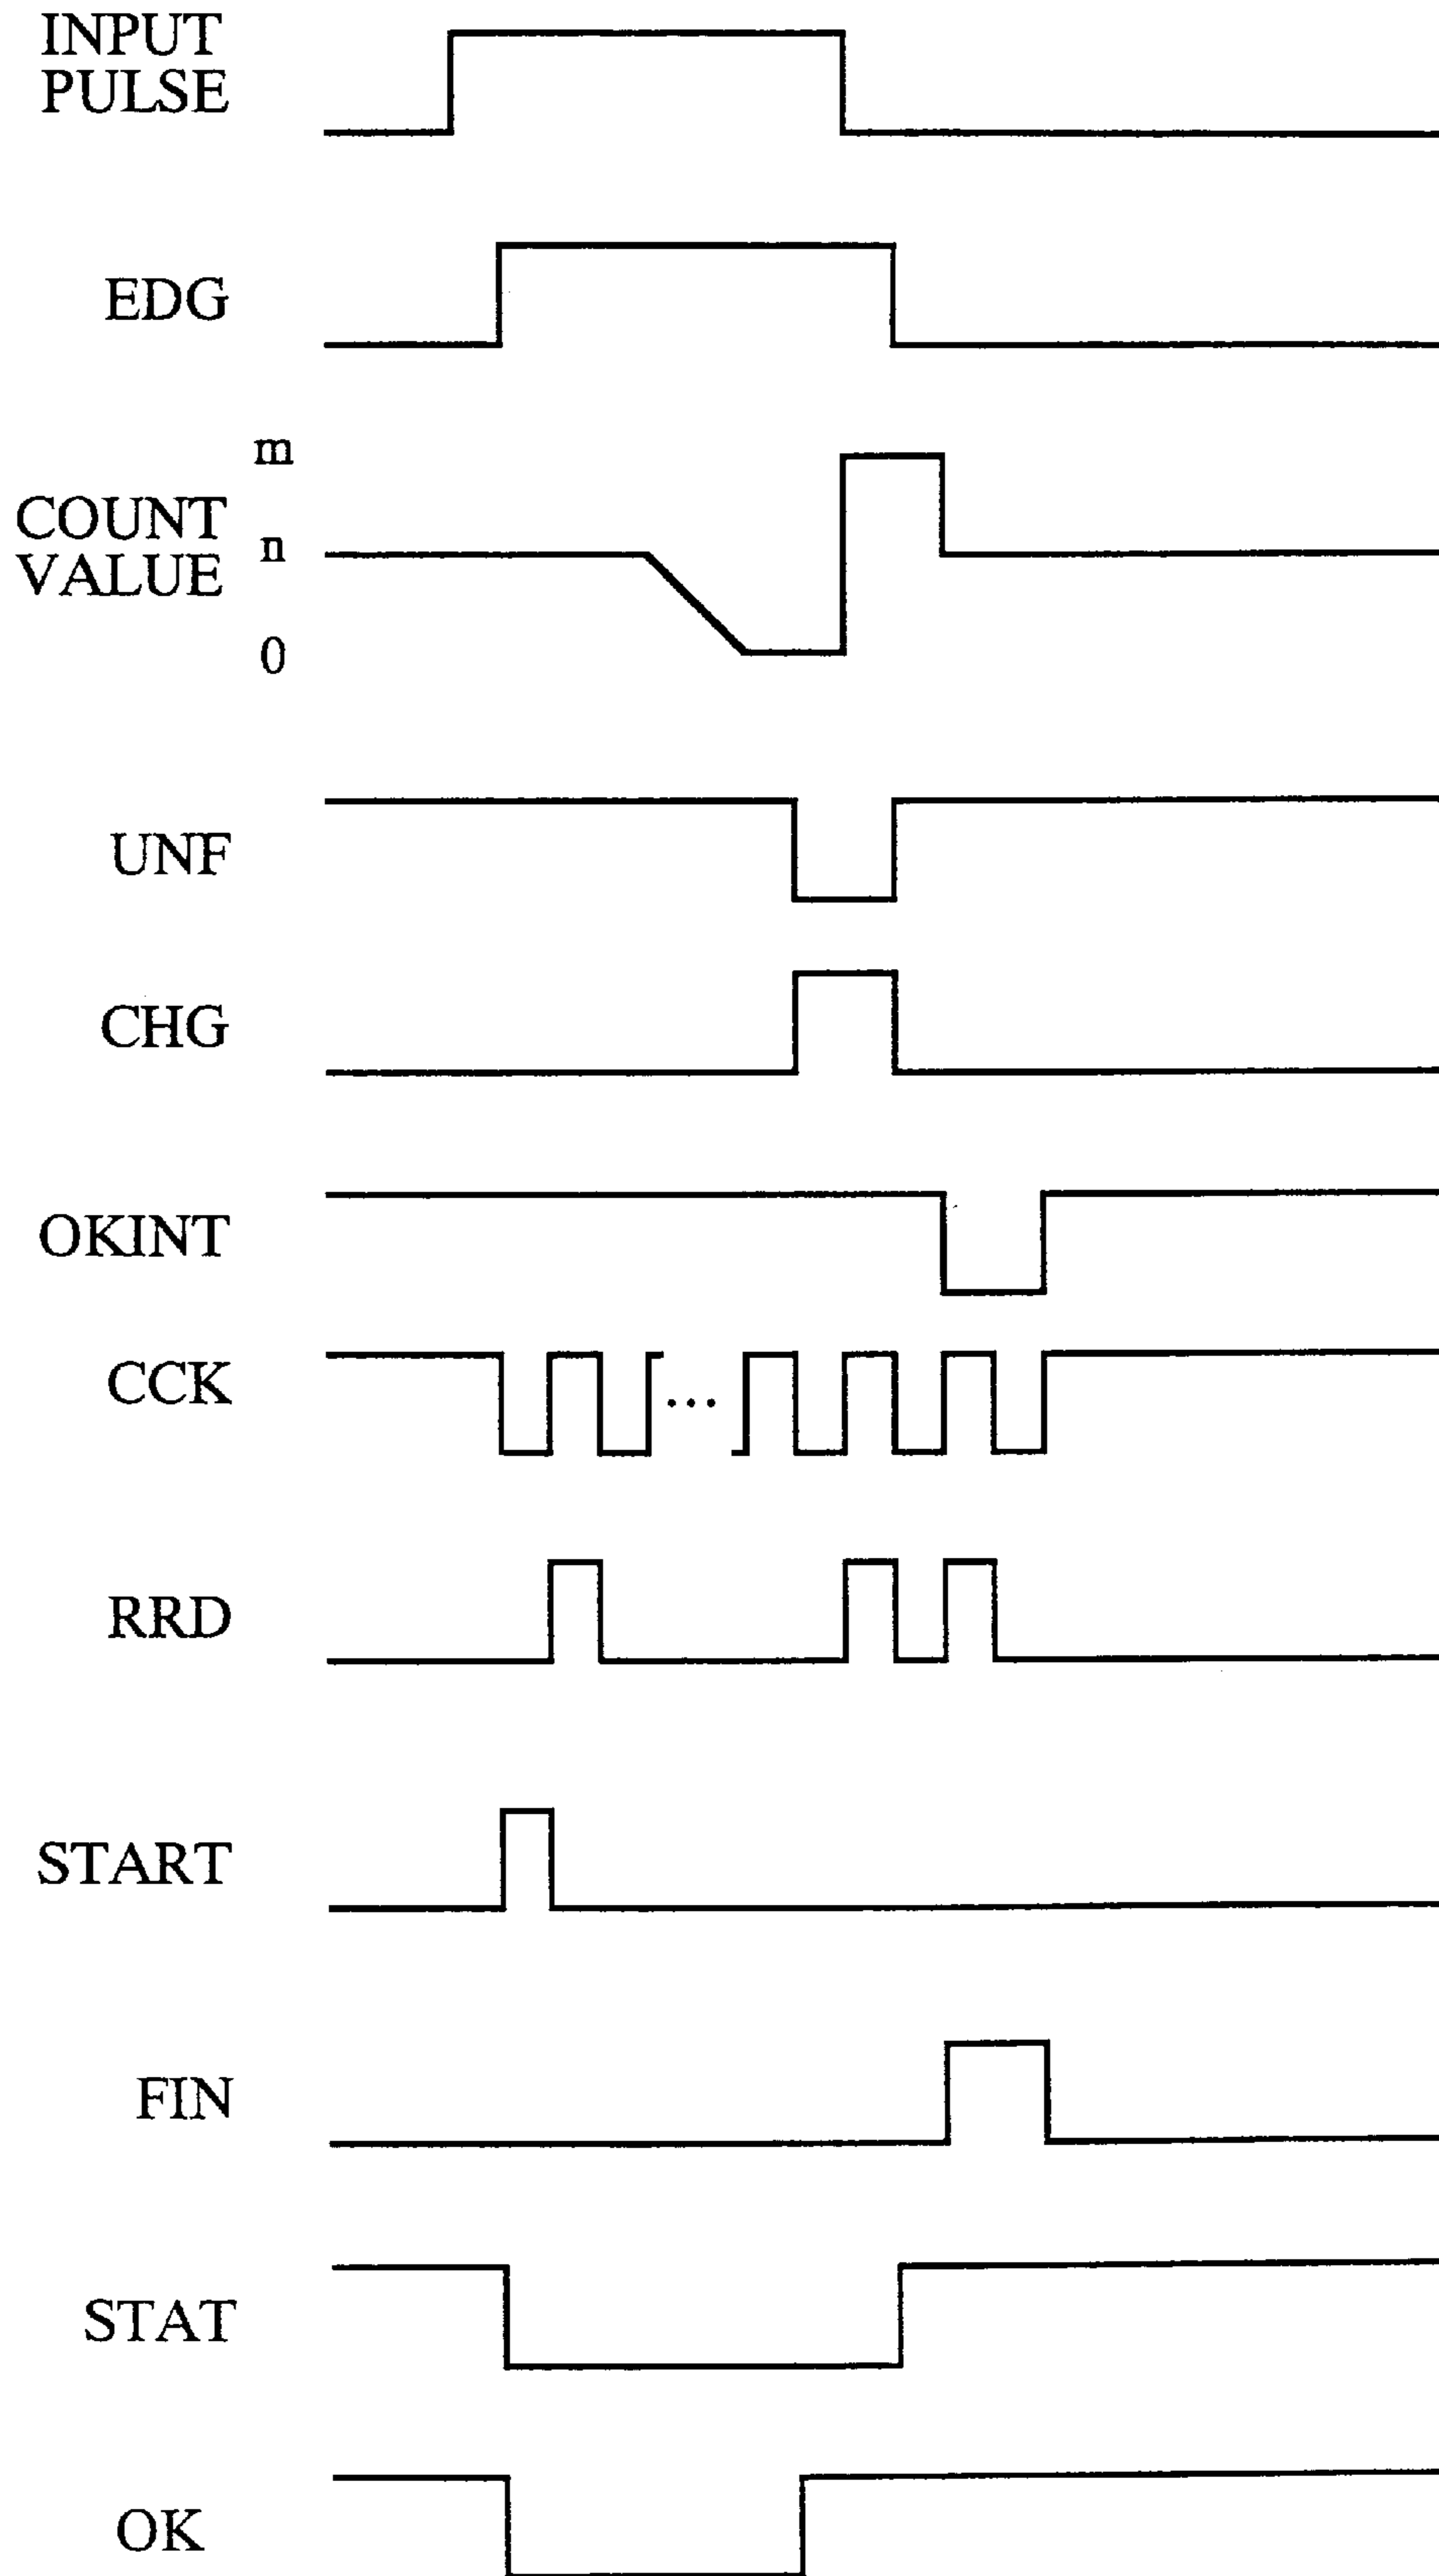 INPUT
PULSE
EDG
m
COUNT
n
VALUE
0
UNF
CHG
OKINT
CCK
...
RRD
START
FIN
STAT
OK